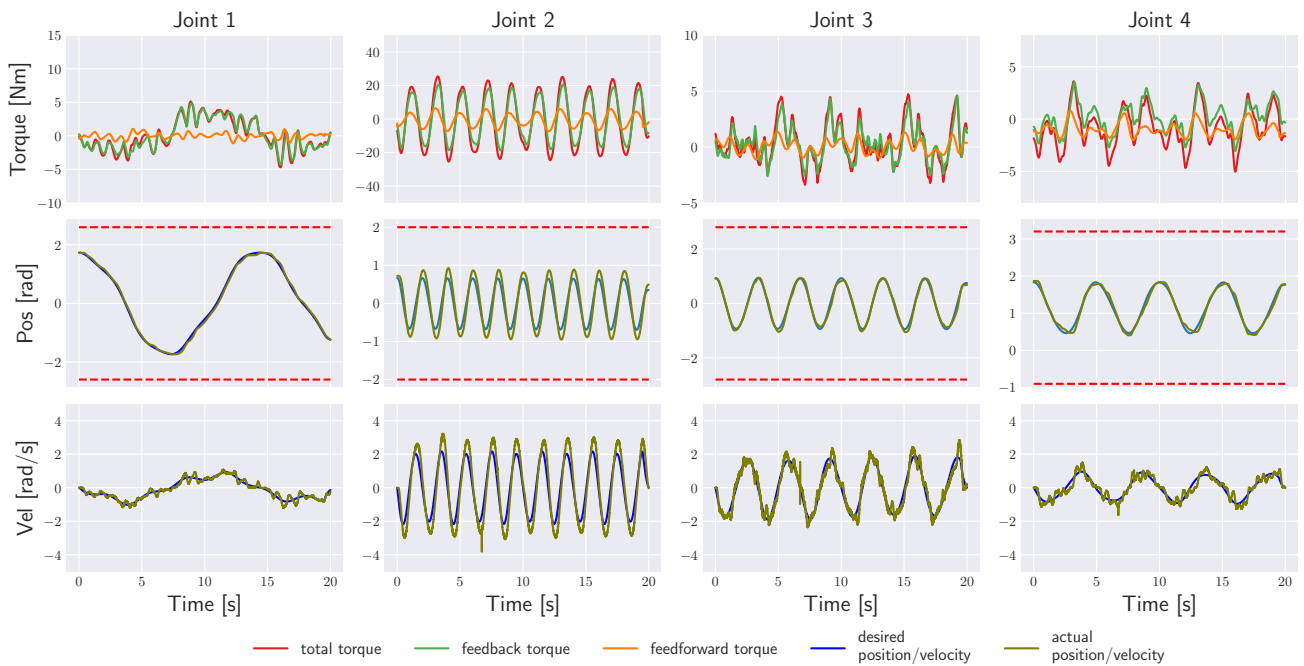 Joint 1
Joint 2
Joint 3
Joint 4
Torque [Nm]
15
10
5
0
−5
−10
40
20
0
−20
−40
10
5
0
−5
5
0
−5
Pos [rad]
2
0
−2
2
1
0
−1
−2
2
0
−2
3
2
1
0
−1
Vel [rad/s]
4
2
0
−2
−4
4
2
0
−2
−4
4
2
0
−2
−4
4
2
0
−2
−4
0 5 10 15 20
0 5 10 15 20
0 5 10 15 20
0 5 10 15 20
Time [s]
Time [s]
Time [s]
Time [s]
total torque
feedback torque
feedforward torque
desired
position/velocity
actual
position/velocity